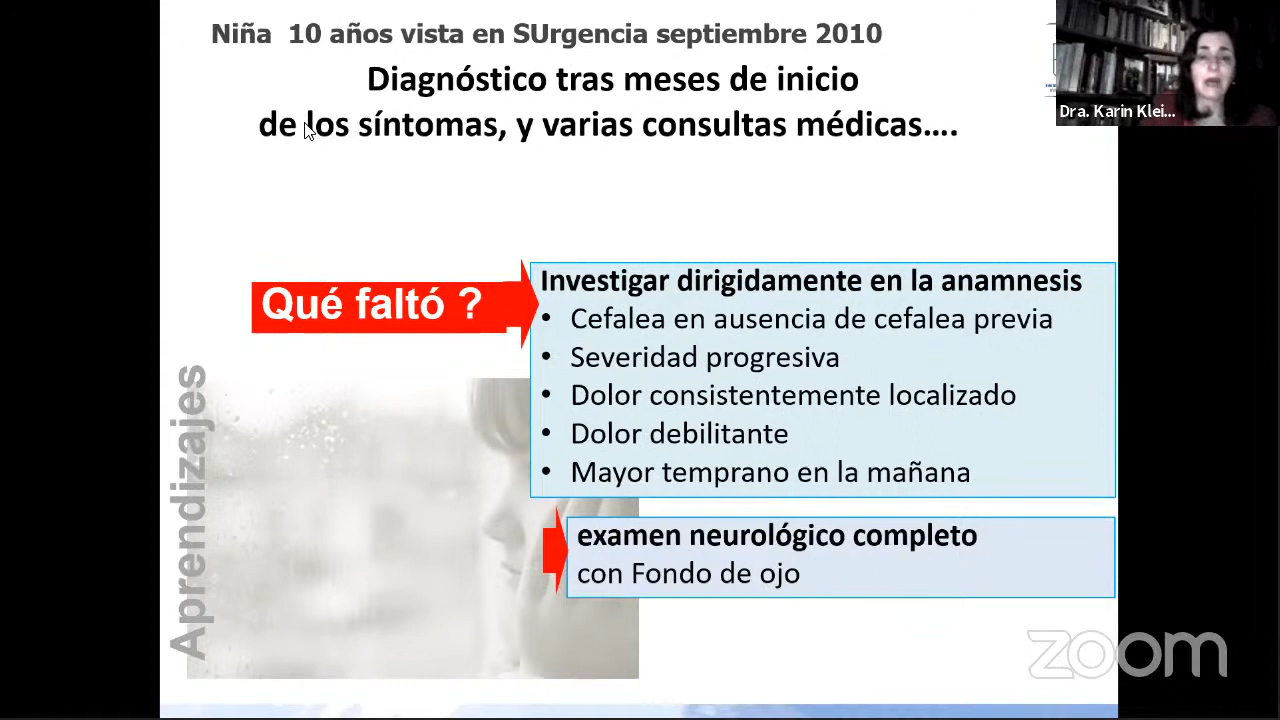 Niña 10 años vista en SUrgencia septiembre 2010
Diagnóstico tras meses de inicio
de los síntomas, y varias consultas médicas....
Dra. Karin Klei...
Qué faltó ?
Investigar dirigidamente en la anamnesis
• Cefalea en ausencia de cefalea previa
• Severidad progresiva
• Dolor consistentemente localizado
• Dolor debilitante
• Mayor temprano en la mañana
examen neurológico completo
con Fondo de ojo
Aprendizajes
zoom